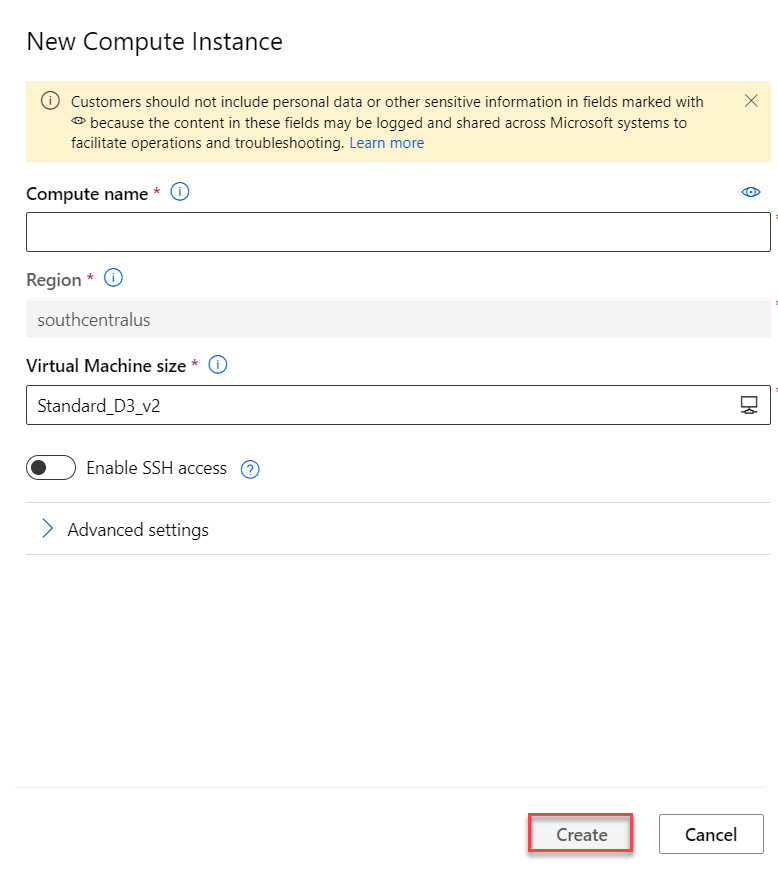 New Compute Instance
Customers should not include personal data or other sensitive information in fields marked with
because the content in these fields may be logged and shared across Microsoft systems to
facilitate operations and troubleshooting. Learn more
Compute name *
Region *
southcentralus
Virtual Machine size *
Standard_D3_v2
Enable SSH access
Advanced settings
Create
Cancel